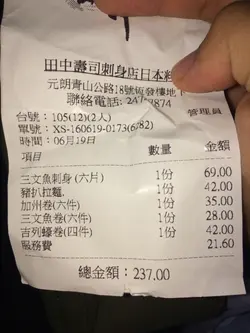 田中壽司刺身店日本料
元朗青山公路18號恆發樓地下
聯絡電話: 247 7874
管理員
台號：105(12)(2人)
單號：XS-160619-0173(6/82)
時間：06月19日
項目 數量 金額
三文魚刺身(六片) 1份 69.00
豬扒拉麵. 1份 42.00
加州卷(六件) 1份 35.00
三文魚卷(六件) 1份 28.00
吉列蠔卷(四件) 1份 42.00
服務費 21.60
總金額：237.00